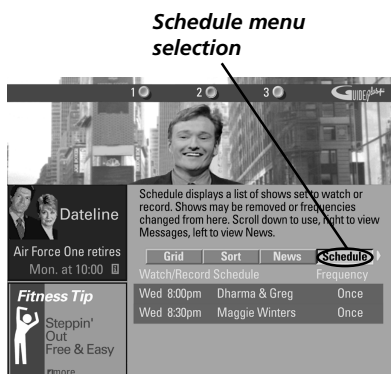 Schedule menu
selection
1 2 3 GUIDE plus+
Schedule displays a list of shows set to watch or
record. Shows may be removed or frequencies
changed from here. Scroll down to use, right to view
Messages, left to view News.
Dateline
Air Force One retires
Mon. at 10:00
Grid Sort News Schedule
Watch/Record Schedule Frequency
Wed 8:00pm Dharma & Greg Once
Wed 8:30pm Maggie Winters Once
Fitness Tip
Steppin'
Out
Free & Easy
more